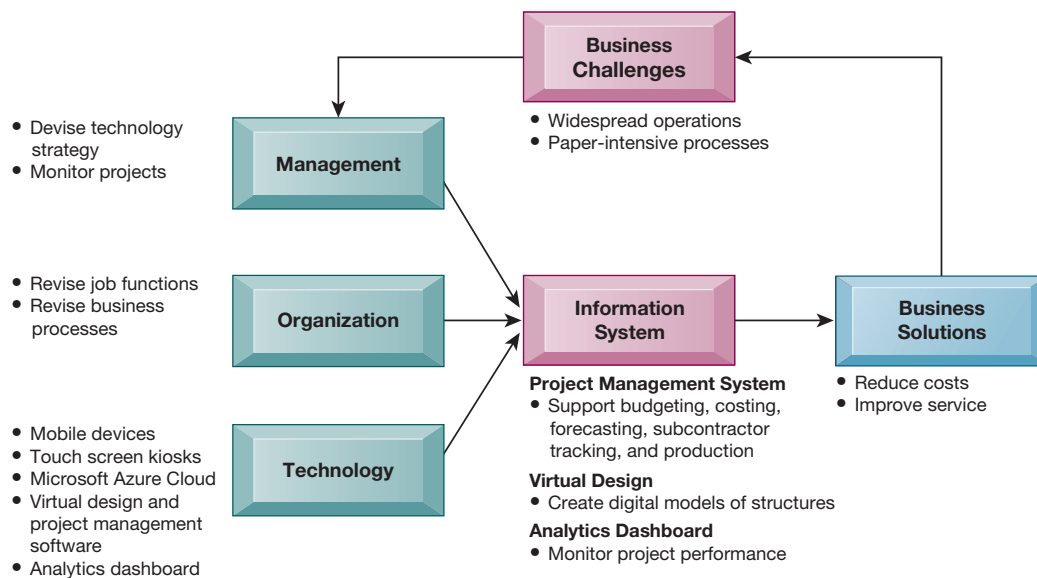 Business
Challenges
• Widespread operations
• Paper-intensive processes
• Devise technology
strategy
• Monitor projects
Management
• Revise job functions
• Revise business
processes
Organization
Information
System
Business
Solutions
Project Management System
• Support budgeting, costing,
forecasting, subcontractor
tracking, and production
Virtual Design
• Create digital models of structures
Analytics Dashboard
• Monitor project performance
• Reduce costs
• Improve service
• Mobile devices
• Touch screen kiosks
• Microsoft Azure Cloud
• Virtual design and
project management
software
• Analytics dashboard
Technology